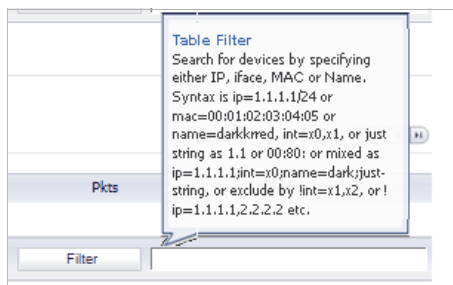 Table Filter
Search for devices by specifying
either IP, iface, MAC or Name.
Syntax is ip=1.1.1.1/24 or
mac=00:01:02:03:04:05 or
name=darkkrred, int=x0,x1, or just
string as 1.1 or 00:80: or mixed as
ip=1.1.1.1;int=x0;name=dark;just-
string, or exclude by !int=x1,x2, or !
ip=1.1.1.1,2.2.2.2 etc.
Pkts
Filter